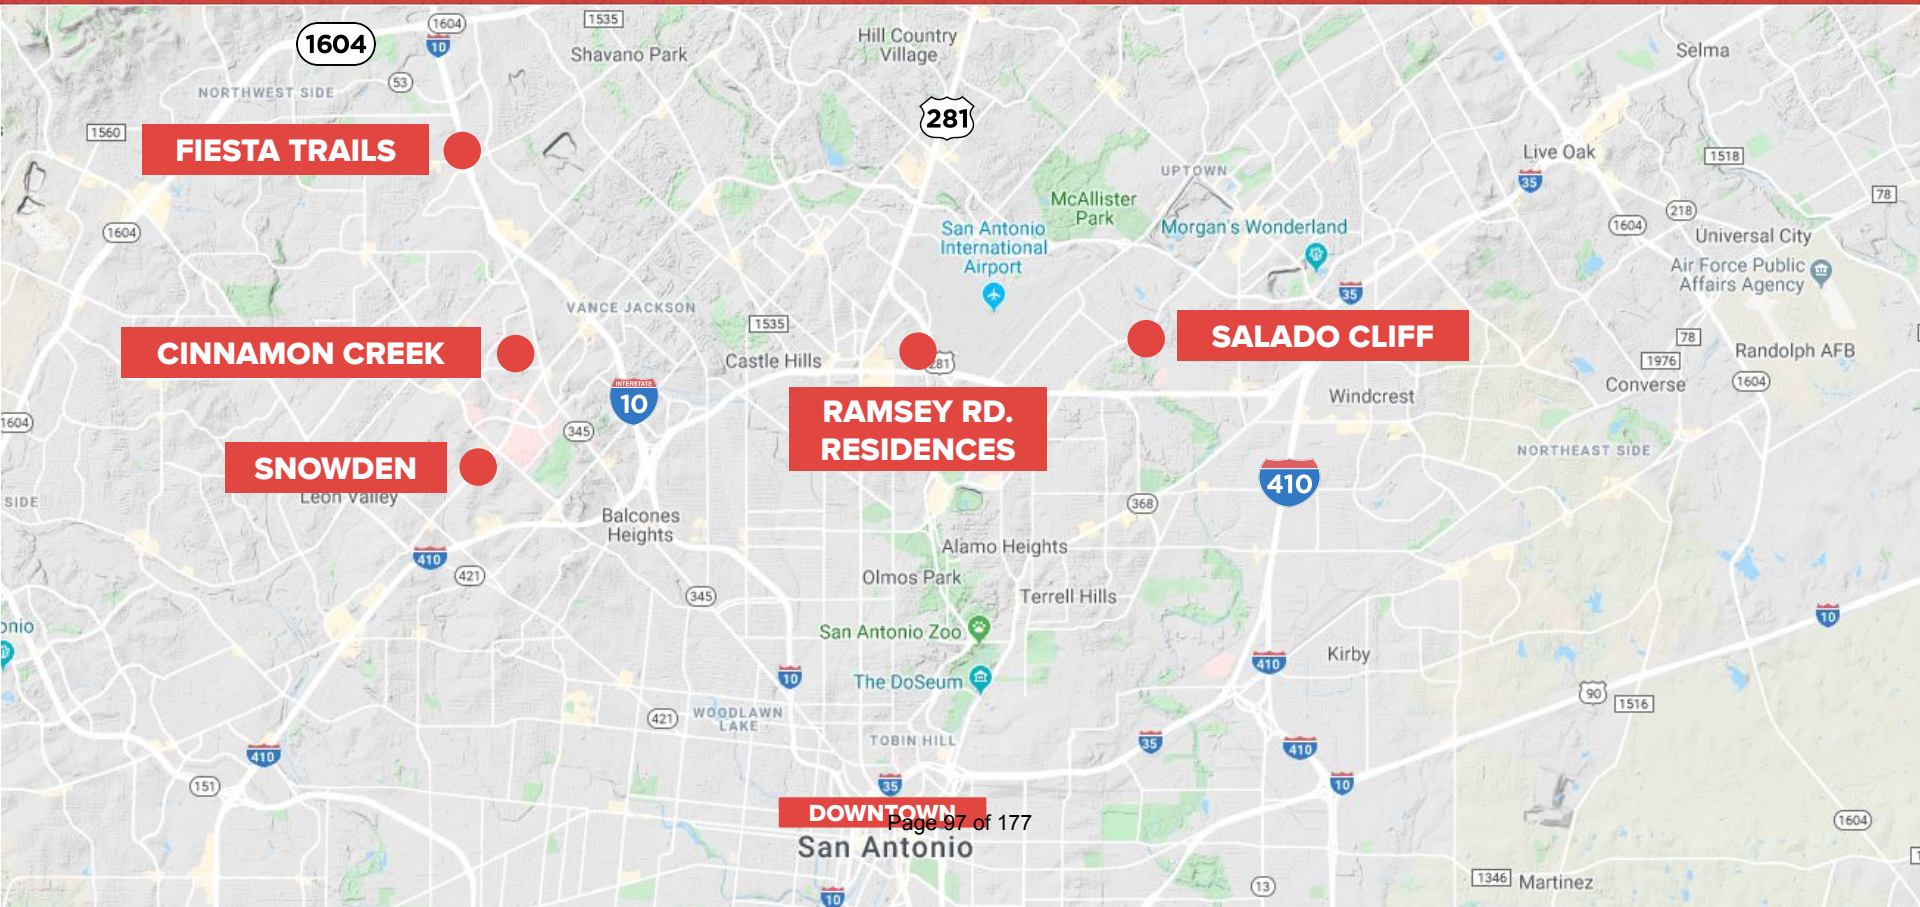 1604
1535
1604
10
Shavano Park
Hill Country
Village
Selma
53
NORTHWEST SIDE
281
1560
FIESTA TRAILS
Live Oak
1518
UPTOWN
35
78
McAllister
Park
218
1604
1604
San Antonio
International
Airport
Morgan's Wonderland
Universal City
Air Force Public
Affairs Agency
35
VANCE JACKSON
1535
SALADO CLIFF
78
CINNAMON CREEK
Castle Hills
281
1976
Randolph AFB
Converse
1604
INTERSTATE
10
Windcrest
RAMSEY RD.
RESIDENCES
1604
345
SNOWDEN
Leon Valley
NORTHEAST SIDE
410
SIDE
368
Balcones
Heights
Alamo Heights
410
421
Olmos Park
345
Terrell Hills
10
onio
San Antonio Zoo
Kirby
410
10
The DoSeum
90
1516
421
WOODLAWN
LAKE
TOBIN HILL
35
410
410
151
35
10
DOWNTOWN
Page 97 of 177
1604
San Antonio
1346
Martinez
13
10